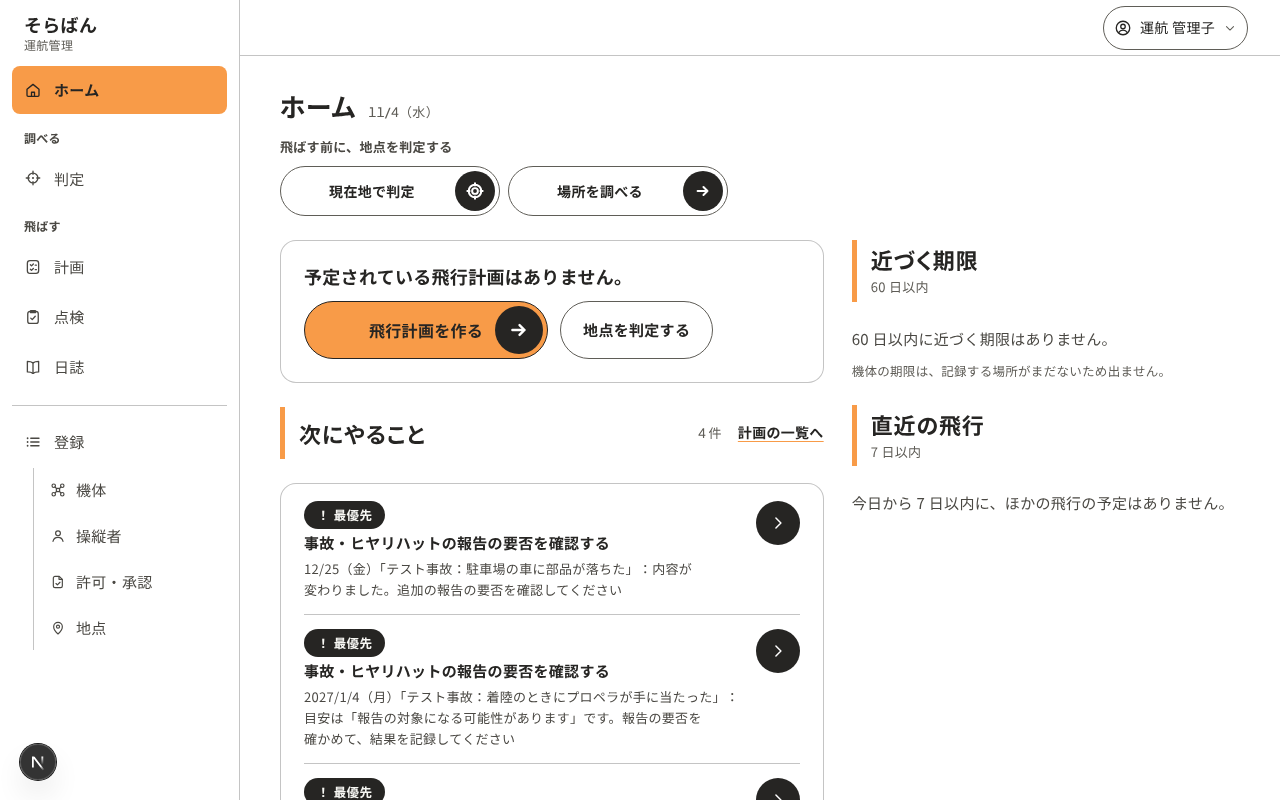 そらばん
運航管理
ホーム
調べる
判定
飛ばす
計画
点検
日誌
登録
機体
操縦者
許可・承認
地点
N
運航 管理子
ホーム 11/4（水）
飛ばす前に、地点を判定する
現在地で判定
場所を調べる
予定されている飛行計画はありません。
飛行計画を作る
地点を判定する
次にやること
4 件 計画の一覧へ
！ 最優先
事故・ヒヤリハットの報告の要否を確認する
12/25（金）「テスト事故：駐車場の車に部品が落ちた」：内容が
変わりました。追加の報告の要否を確認してください
！ 最優先
事故・ヒヤリハットの報告の要否を確認する
2027/1/4（月）「テスト事故：着陸のときにプロペラが手に当たった」：
目安は「報告の対象になる可能性があります」です。報告の要否を
確かめて、結果を記録してください
！ 最優先
近づく期限
60 日以内
60 日以内に近づく期限はありません。
機体の期限は、記録する場所がまだないため出ません。
直近の飛行
7 日以内
今日から 7 日以内に、ほかの飛行の予定はありません。